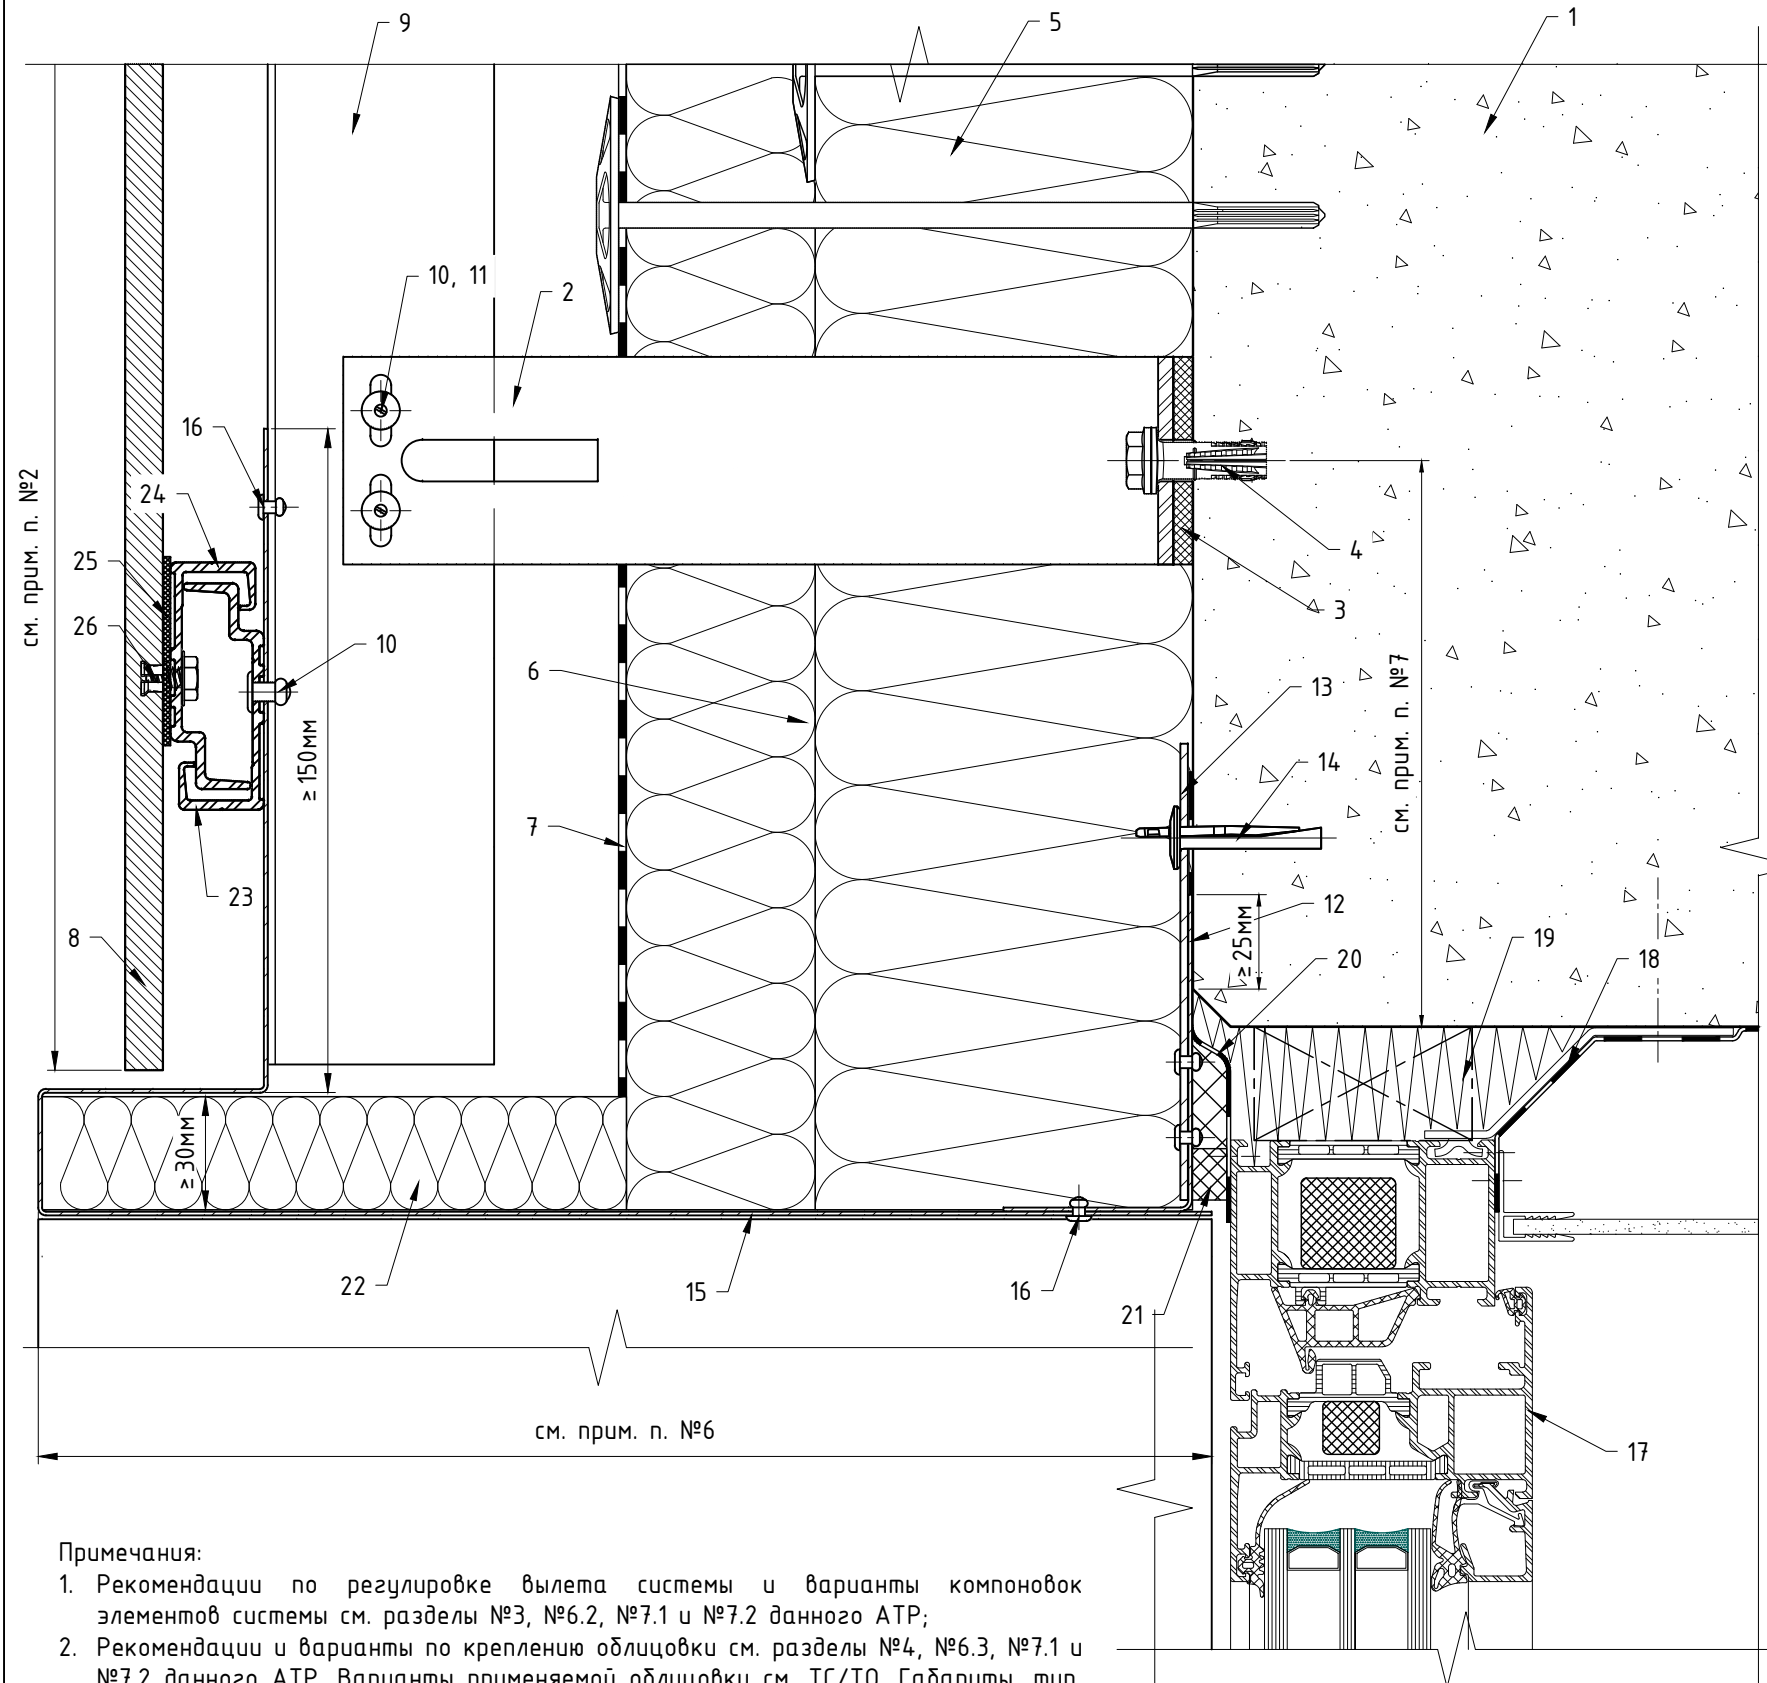 9
5
1
10, 11
2
16
24
см. прим. п. №2
25
4
3
26
10
6
см. прим. п. №7
13
≥150мм
14
7
23
12
8
≥25мм
20
19
18
≥30мм
22
15
16
21
см. прим. п. №6
17
Примечания:
1. Рекомендации по регулировке вылета системы и варианты компоновок
элементов системы см. разделы №3, №6.2, №7.1 и №7.2 данного АТР;
2. Рекомендации и варианты по креплению облицовки см. разделы №4, №6.3, №7.1 и
№7.2 данного АТР. Варианты применяемой облицовки см. ТС/ТО. Габариты, тип,